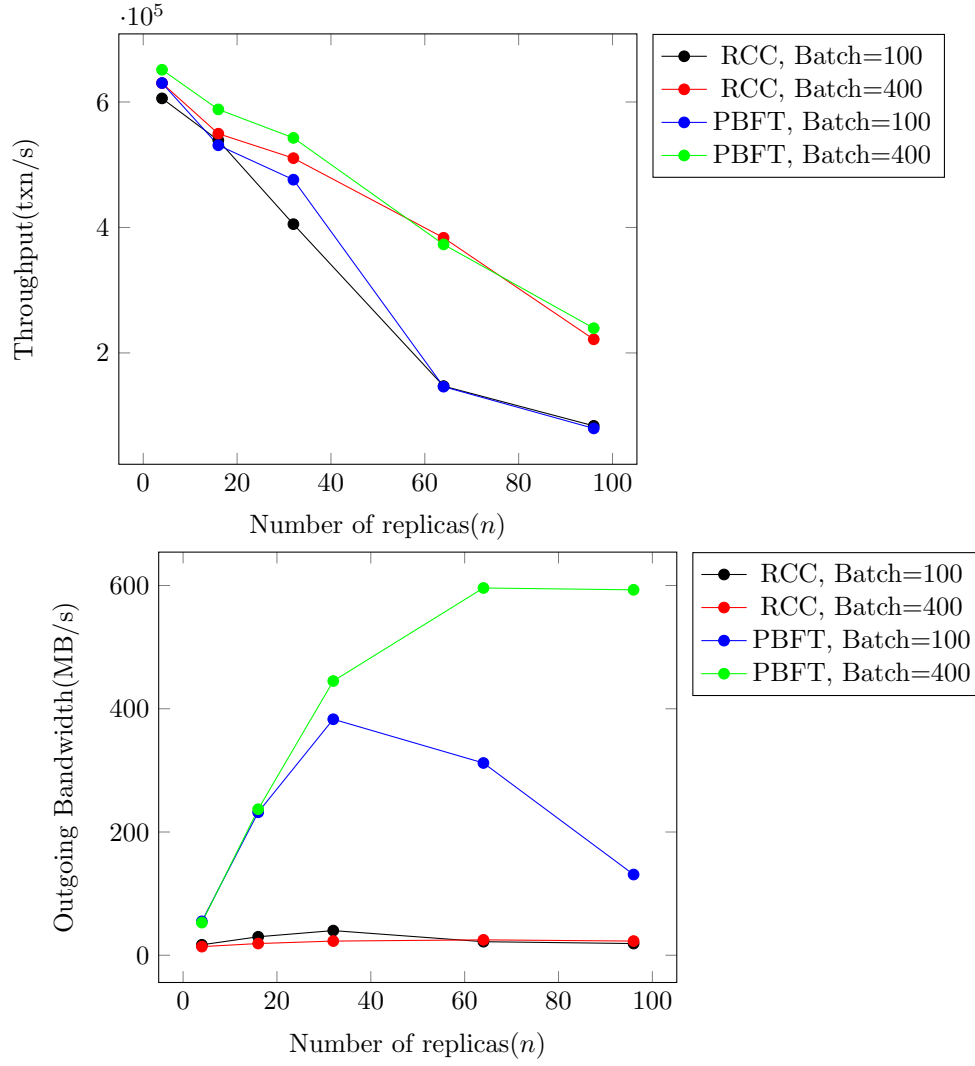 ·10⁵
6
4
2
0 20 40 60 80 100
Throughput(txn/s)
Number of replicas(n)
RCC, Batch=100
RCC, Batch=400
PBFT, Batch=100
PBFT, Batch=400
600
400
200
0
0 20 40 60 80 100
Outgoing Bandwidth(MB/s)
Number of replicas(n)
RCC, Batch=100
RCC, Batch=400
PBFT, Batch=100
PBFT, Batch=400